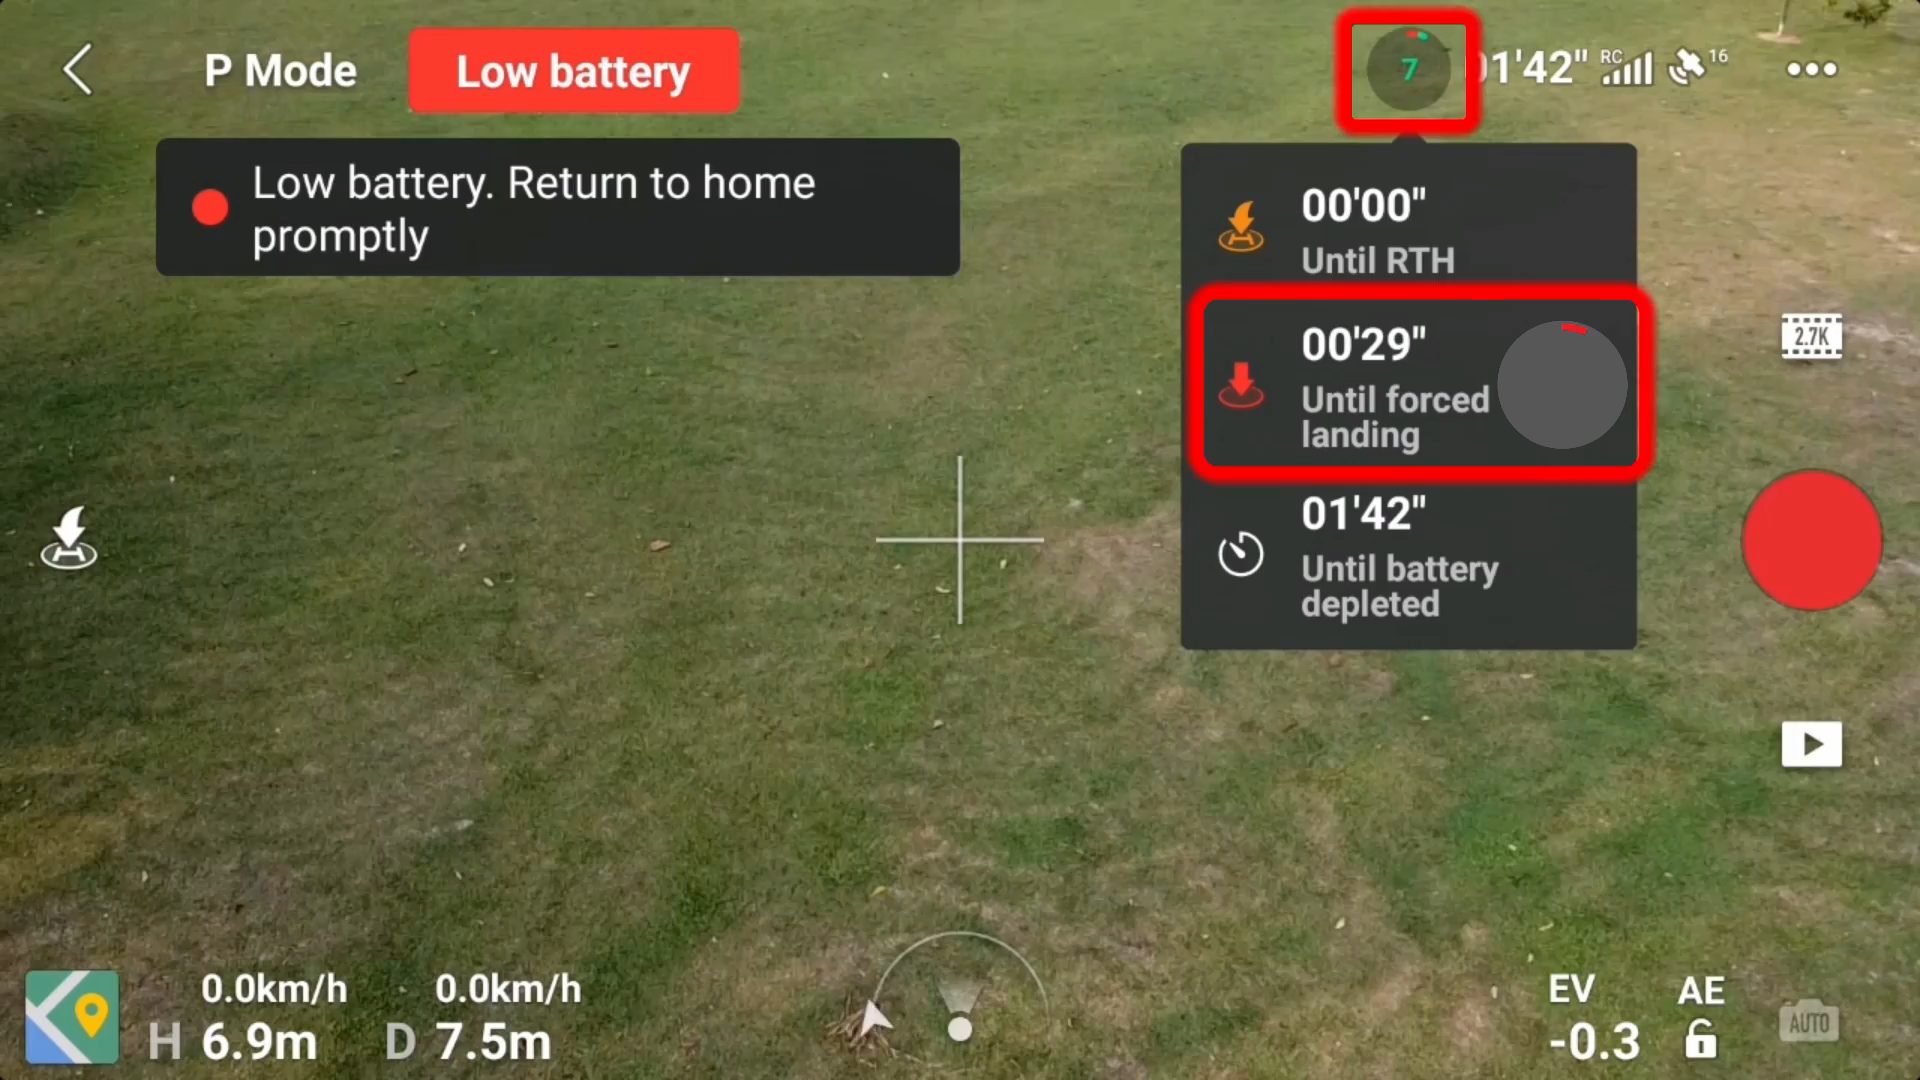 P Mode
Low battery
7
01'42"
RC
16
Low battery. Return to home
promptly
00'00"
Until RTH
00'29"
Until forced
landing
01'42"
Until battery
depleted
2.7K
0.0km/h
0.0km/h
H 6.9m
D 7.5m
EV
-0.3
AE
AUTO